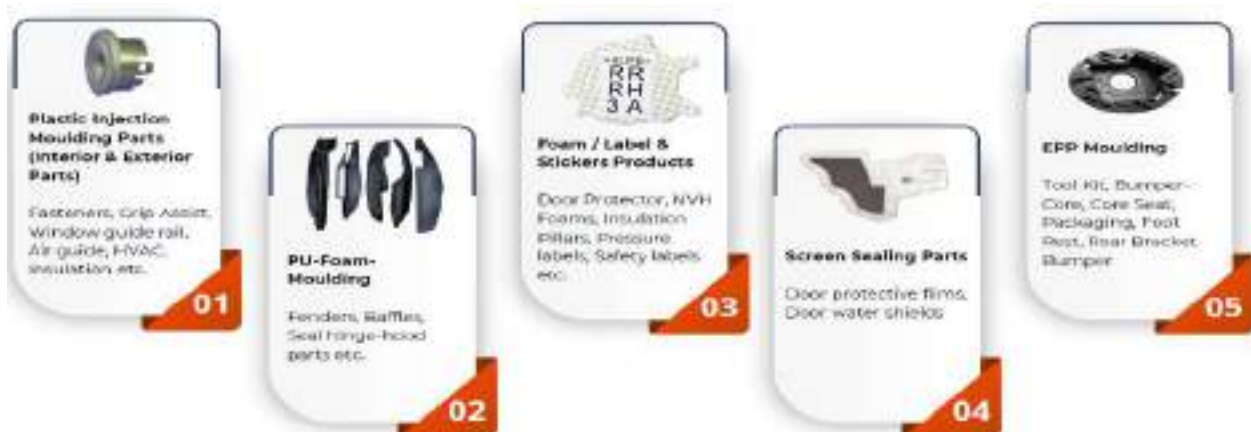 Plastic Injection
Moulding Parts
(Interior & Exterior
Parts)
Fasteners, Grip Assist,
Window guide rail,
Air guide, HVAC,
insulation etc.
01
PU-Foam-
Moulding
Fenders, Baffles,
Seal hinge-hood
parts etc.
02
RR
RH
3 A
Foam / Label &
Stickers Products
Door Protector, NVH
Foams, Insulation
Pillars, Pressure
labels, Safety labels
etc.
03
Screen Sealing Parts
Door protective films,
Door water shields
04
EPP Moulding
Tool Kit, Bumper-
Core, Core Seat,
Packaging, Foot
Rest, Rear Bracket
Bumper
05